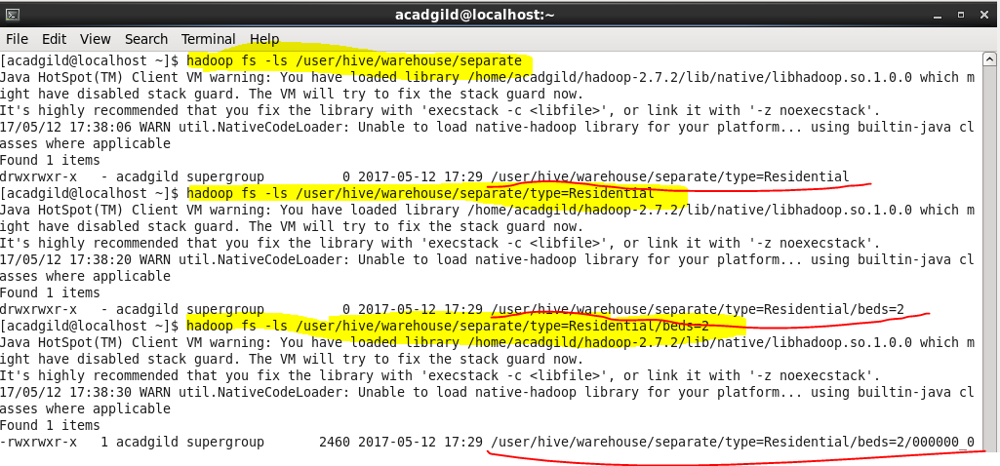 acadgild@localhost:~
File Edit View Search Terminal Help
[acadgild@localhost ~]$ hadoop fs -ls /user/hive/warehouse/separate
Java HotSpot(TM) Client VM warning: You have loaded library /home/acadgild/hadoop-2.7.2/lib/native/libhadoop.so.1.0.0 which m
ight have disabled stack guard. The VM will try to fix the stack guard now.
It's highly recommended that you fix the library with 'execstack -c <libfile>', or link it with '-z noexecstack'.
17/05/12 17:38:06 WARN util.NativeCodeLoader: Unable to load native-hadoop library for your platform... using builtin-java cl
asses where applicable
Found 1 items
drwxrwxr-x   - acadgild supergroup          0 2017-05-12 17:29 /user/hive/warehouse/separate/type=Residential
[acadgild@localhost ~]$ hadoop fs -ls /user/hive/warehouse/separate/type=Residential
Java HotSpot(TM) Client VM warning: You have loaded library /home/acadgild/hadoop-2.7.2/lib/native/libhadoop.so.1.0.0 which m
ight have disabled stack guard. The VM will try to fix the stack guard now.
It's highly recommended that you fix the library with 'execstack -c <libfile>', or link it with '-z noexecstack'.
17/05/12 17:38:20 WARN util.NativeCodeLoader: Unable to load native-hadoop library for your platform... using builtin-java cl
asses where applicable
Found 1 items
drwxrwxr-x   - acadgild supergroup          0 2017-05-12 17:29 /user/hive/warehouse/separate/type=Residential/beds=2
[acadgild@localhost ~]$ hadoop fs -ls /user/hive/warehouse/separate/type=Residential/beds=2
Java HotSpot(TM) Client VM warning: You have loaded library /home/acadgild/hadoop-2.7.2/lib/native/libhadoop.so.1.0.0 which m
ight have disabled stack guard. The VM will try to fix the stack guard now.
It's highly recommended that you fix the library with 'execstack -c <libfile>', or link it with '-z noexecstack'.
17/05/12 17:38:30 WARN util.NativeCodeLoader: Unable to load native-hadoop library for your platform... using builtin-java cl
asses where applicable
Found 1 items
-rwxrwxr-x   1 acadgild supergroup       2460 2017-05-12 17:29 /user/hive/warehouse/separate/type=Residential/beds=2/000000_0